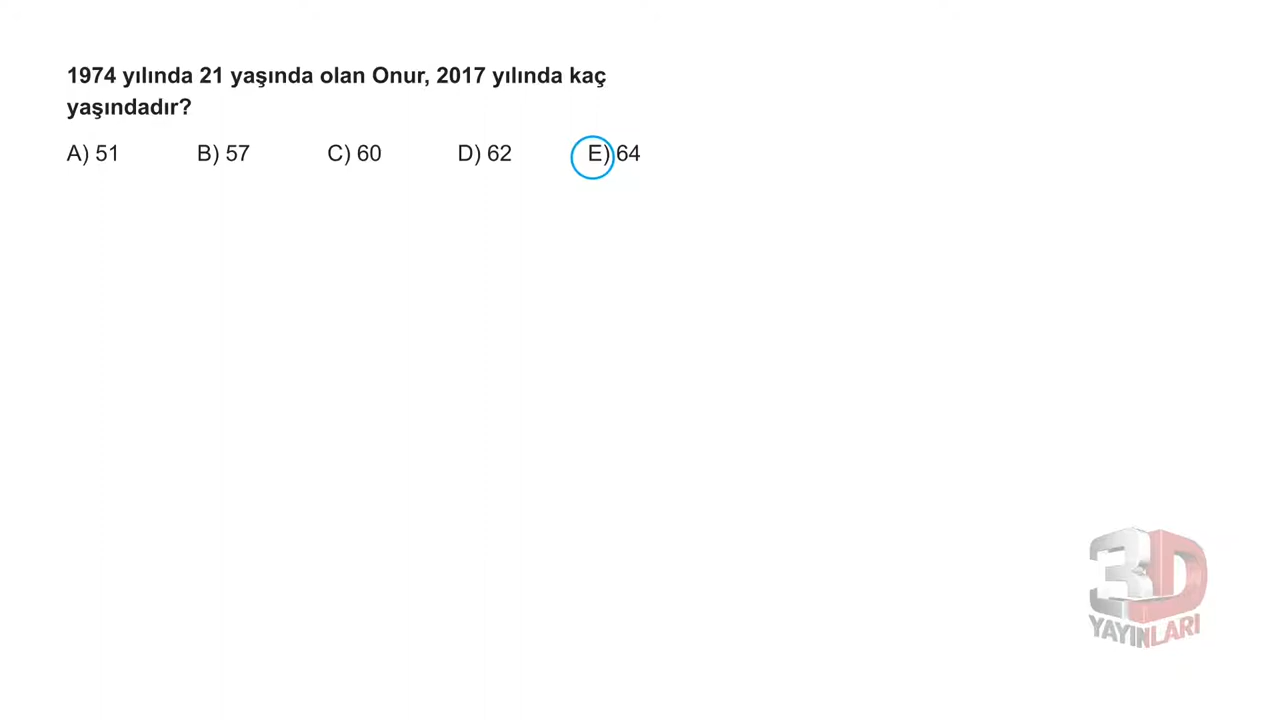 1974 yılında 21 yaşında olan Onur, 2017 yılında kaç
yaşındadır?
A) 51 B) 57 C) 60 D) 62 E) 64
3D
YAYINLARI